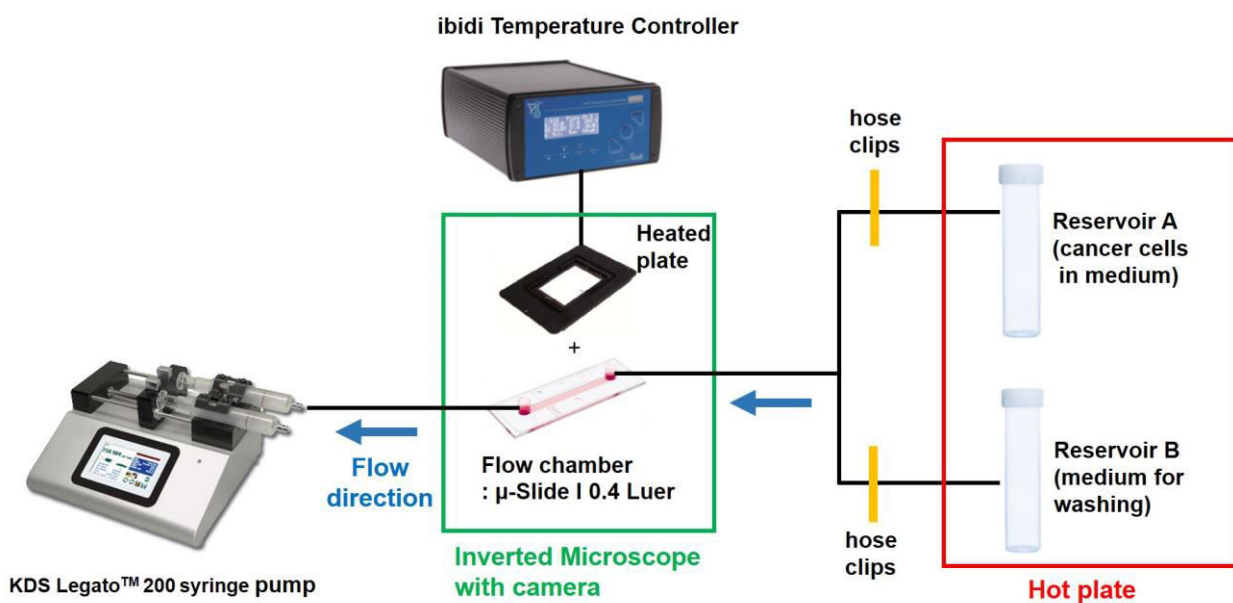 ibidi Temperature Controller
hose
clips
Heated
plate
Reservoir A
(cancer cells
in medium)
+
Flow
direction
Flow chamber
: µ-Slide I 0.4 Luer
Reservoir B
(medium for
washing)
hose
clips
Inverted Microscope
with camera
KDS Legato™ 200 syringe pump
Hot plate